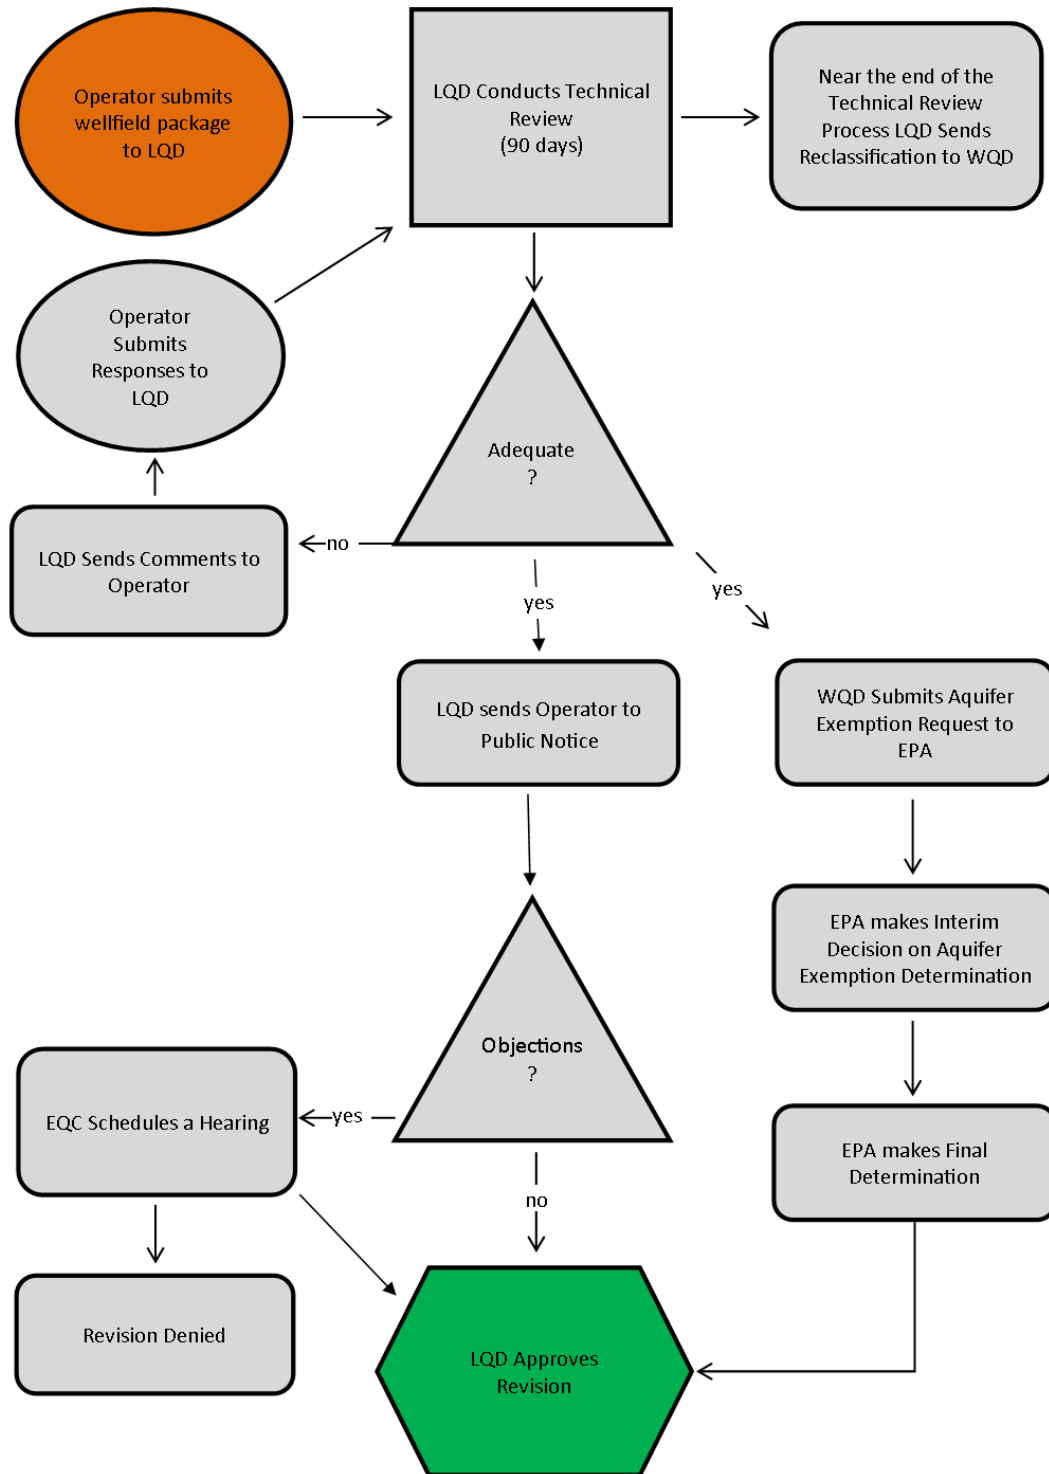 Operator submits
wellfield package
to LQD
LQD Conducts Technical
Review
(90 days)
Near the end of the
Technical Review
Process LQD Sends
Reclassification to WQD
Operator
Submits
Responses to
LQD
Adequate
?
no
LQD Sends Comments to
Operator
yes
yes
LQD sends Operator to
Public Notice
WQD Submits Aquifer
Exemption Request to
EPA
EPA makes Interim
Decision on Aquifer
Exemption Determination
Objections
?
yes
EQC Schedules a Hearing
EPA makes Final
Determination
no
Revision Denied
LQD Approves
Revision